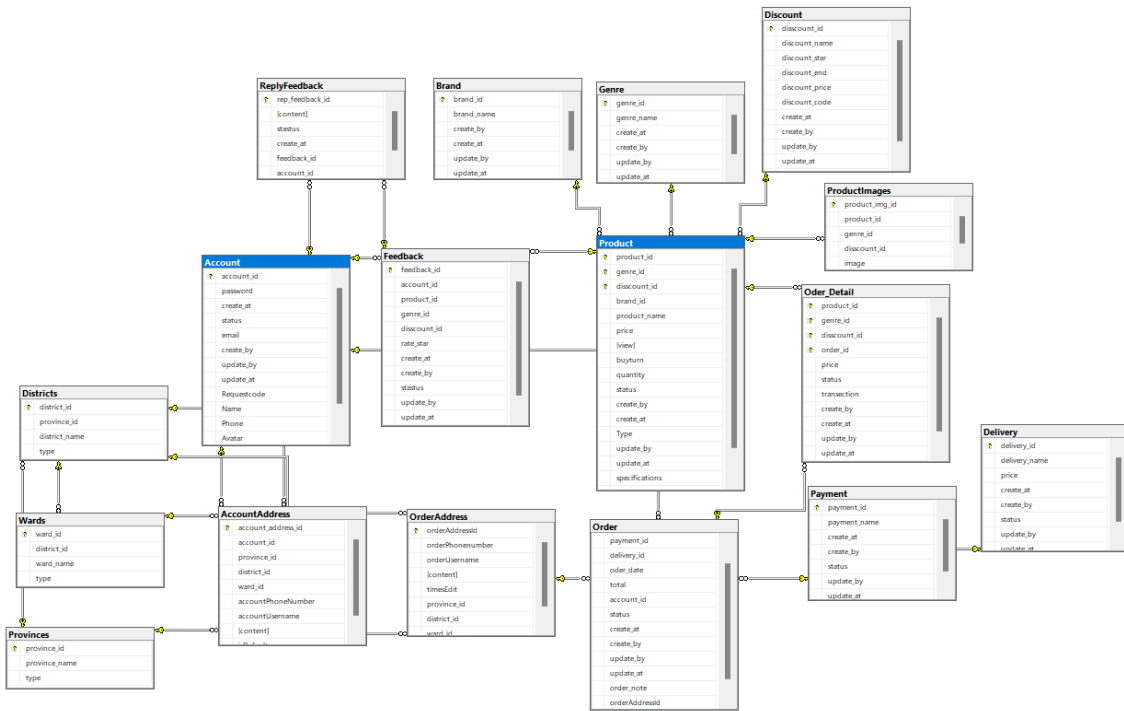 Discount
disscount_id
discount_name
discount_star
discount_end
discount_price
discount_code
create_at
create_by
update_by
update_at
ReplyFeedback
rep_feedback_id
[content]
stastus
create_at
feedback_id
account_id
Brand
brand_id
brand_name
create_by
create_at
update_by
update_at
Genre
genre_id
genre_name
create_at
create_by
update_by
update_at
ProductImages
product_img_id
product_id
genre_id
disscount_id
image
Account
account_id
password
create_at
status
email
create_by
update_by
update_at
Requestcode
Name
Phone
Avatar
Feedback
feedback_id
account_id
product_id
genre_id
disscount_id
rate_star
create_at
create_by
stastus
update_by
update_at
Product
product_id
genre_id
disscount_id
brand_id
product_name
price
[view]
buyturn
quantity
status
create_by
create_at
Type
update_by
update_at
specifications
Oder_Detail
product_id
genre_id
disscount_id
order_id
price
status
transection
create_by
create_at
update_by
update_at
Districts
district_id
province_id
district_name
type
Delivery
delivery_id
delivery_name
price
create_at
create_by
status
update_by
update_at
Wards
ward_id
district_id
ward_name
type
AccountAddress
account_address_id
account_id
province_id
district_id
ward_id
accountPhoneNumber
accountUsername
[content]
OrderAddress
orderAddressId
orderPhonenumber
orderUsername
[content]
timesEdit
province_id
district_id
ward_id
Order
payment_id
delivery_id
oder_date
total
account_id
status
create_at
create_by
update_by
update_at
order_note
orderAddressId
Payment
payment_id
payment_name
create_at
create_by
status
update_by
update_at
Provinces
province_id
province_name
type